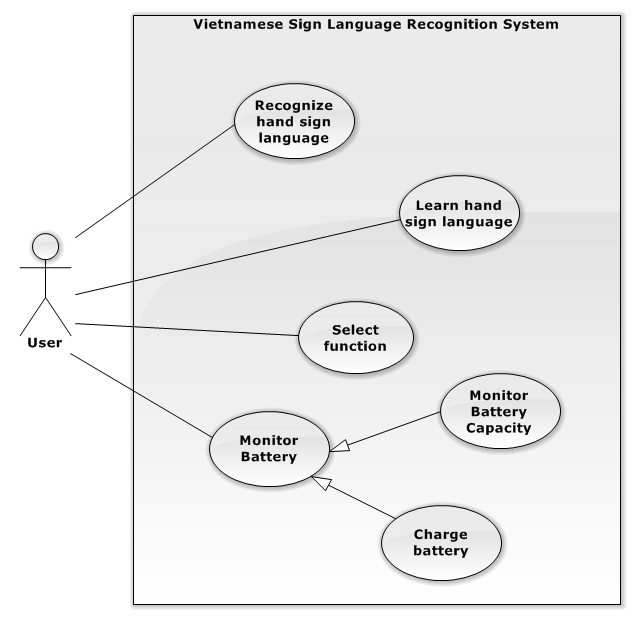 Vietnamese Sign Language Recognition System
Recognize
hand sign
language
Learn hand
sign language
User
Select
function
Monitor
Battery
Monitor
Battery
Capacity
Charge
battery